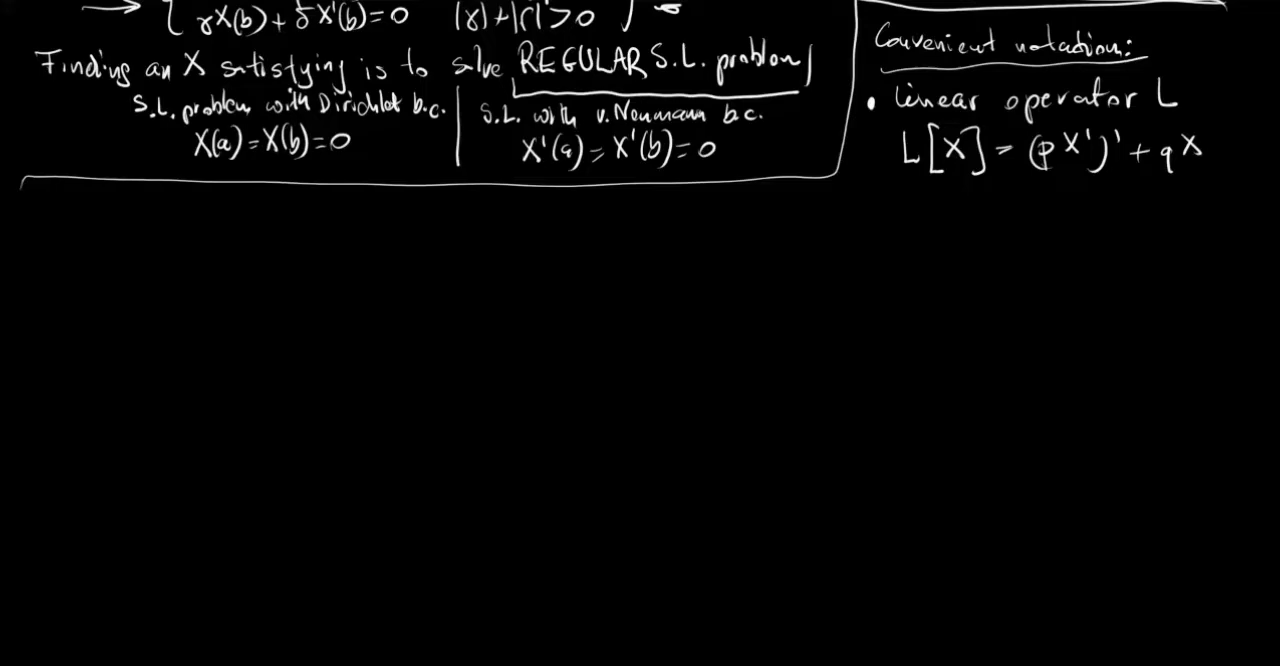 γX(b) + δX'(b) = 0 |γ| + |δ| > 0
Finding an X satisfying is to solve REGULAR S.L. problem
S.L. problem with Dirichlet b.c.
X(a) = X(b) = 0
S.L. with v. Neumann b.c.
X'(a) = X'(b) = 0
Convenient notation:
• linear operator L
L[X] = (pX')' + qX